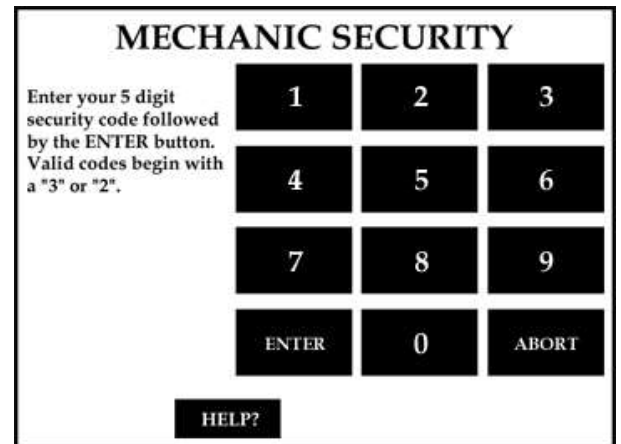 MECHANIC SECURITY
Enter your 5 digit
security code followed
by the ENTER button.
Valid codes begin with
a "3" or "2".
1 2 3
4 5 6
7 8 9
ENTER 0 ABORT
HELP?